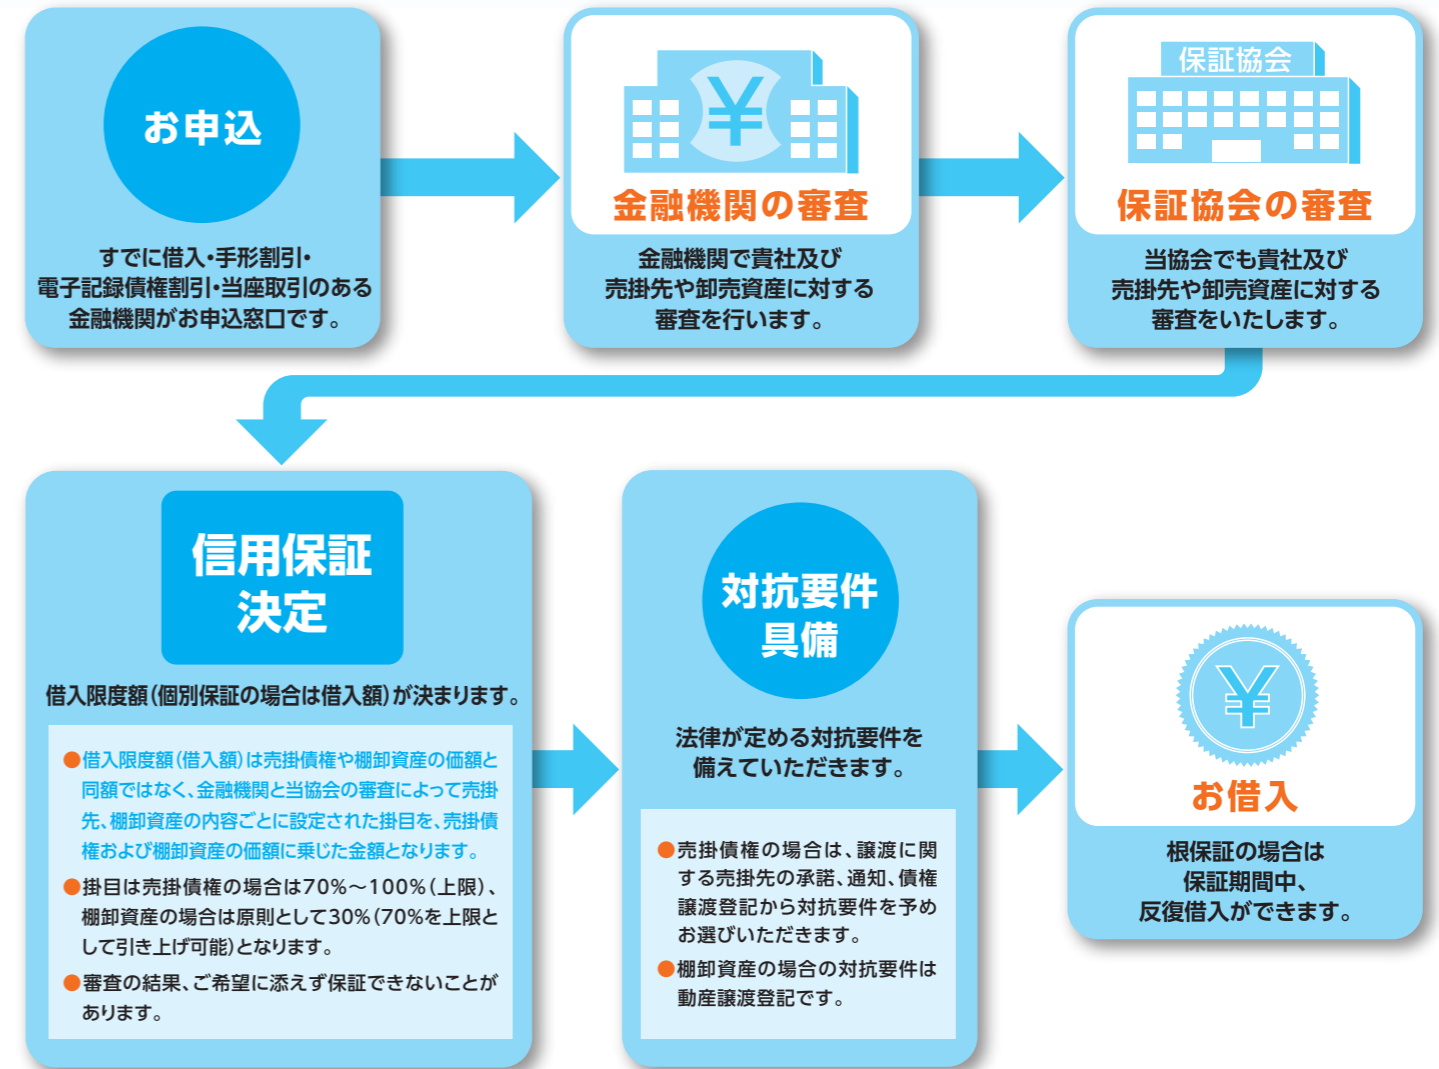 お申込
すでに借入・手形割引・
電子記録債権割引・当座取引のある
金融機関がお申込窓口です。
¥
金融機関の審査
金融機関で貴社及び
売掛先や卸売資産に対する
審査を行います。
保証協会
保証協会の審査
当協会でも貴社及び
売掛先や卸売資産に対する
審査をいたします。
信用保証
決定
借入限度額(個別保証の場合は借入額)が決まります。
●借入限度額(借入額)は売掛債権や棚卸資産の価額と
同額ではなく、金融機関と当協会の審査によって売掛
先、棚卸資産の内容ごとに設定された掛目を、売掛債
権および棚卸資産の価額に乗じた金額となります。
●掛目は売掛債権の場合は70%～100%(上限)、
棚卸資産の場合は原則として30%(70%を上限と
して引き上げ可能)となります。
●審査の結果、ご希望に添えず保証できないことが
あります。
対抗要件
具備
法律が定める対抗要件を
備えていただきます。
●売掛債権の場合は、譲渡に関
する売掛先の承諾、通知、債権
譲渡登記から対抗要件を予め
お選びいただきます。
●棚卸資産の場合の対抗要件は
動産譲渡登記です。
¥
お借入
根保証の場合は
保証期間中、
反復借入ができます。